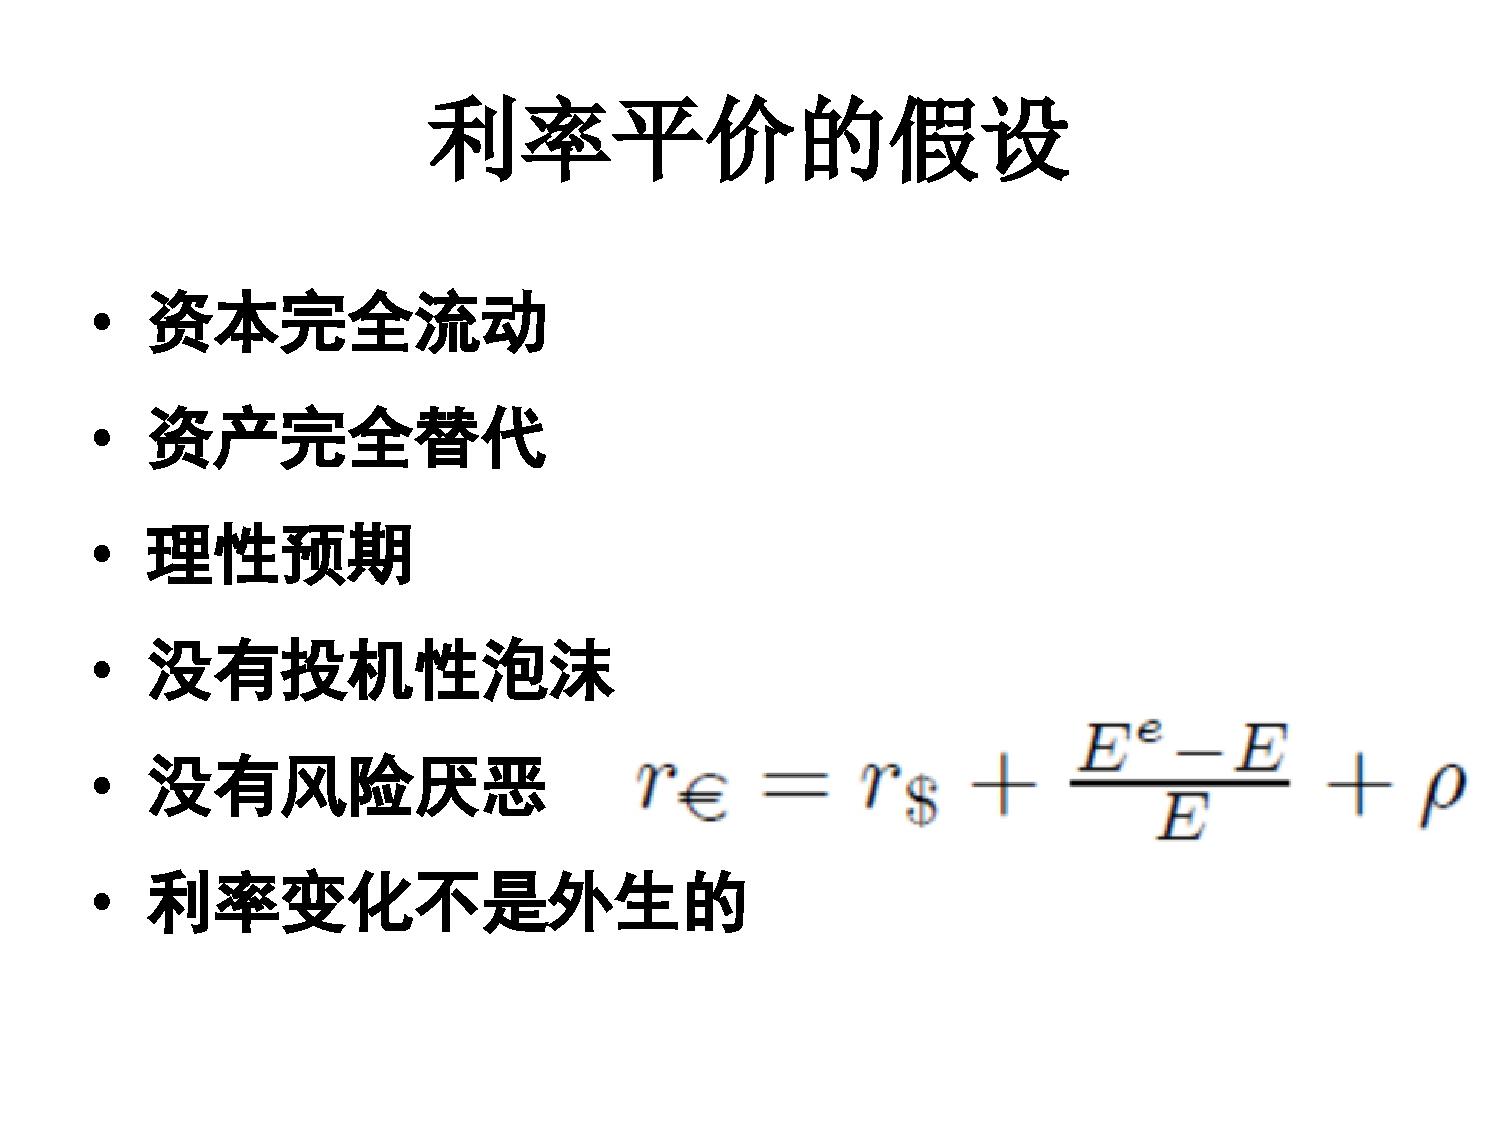 利率平价的假设
• 资本完全流动
• 资产完全替代
• 理性预期
• 没有投机性泡沫
• 没有风险厌恶 r_€ = r_$ + (E^e − E)/E + ρ
• 利率变化不是外生的